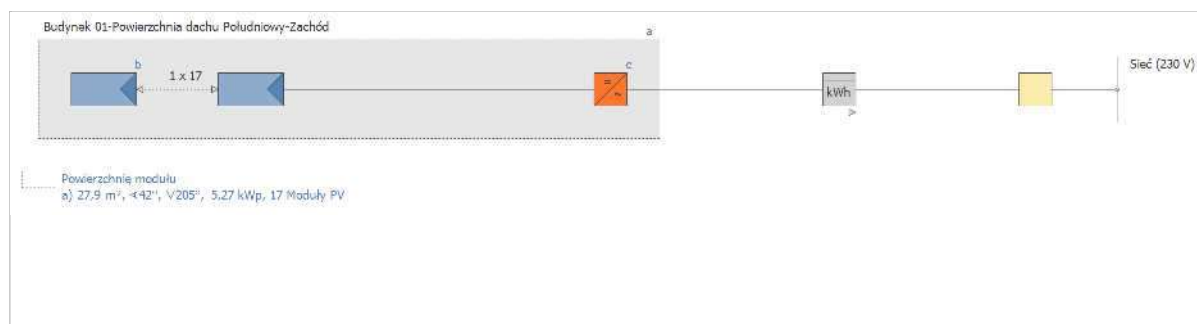 Budynek 01-Powierzchnia dachu Południowy-Zachód
a
b
1 x 17
c
=
~
kWh
Sieć (230 V)
Powierzchnię modułu
a) 27,9 m², ∢42°, ∨205°, 5,27 kWp, 17 Moduły PV